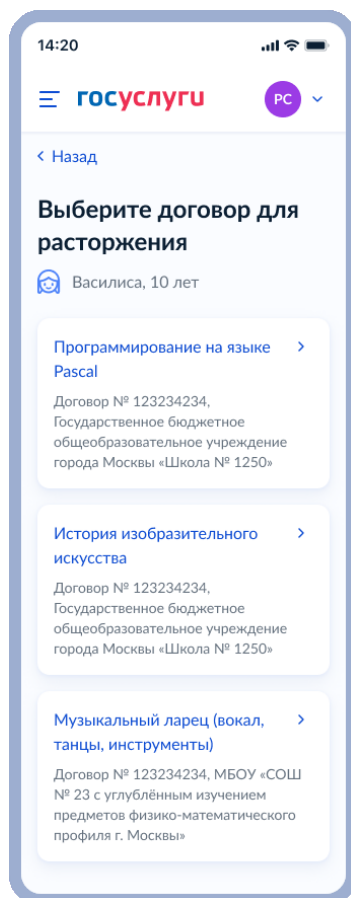 14:20
госуслуги
РС
Назад
Выберите договор для
расторжения
Василиса, 10 лет
Программирование на языке
Pascal
Договор № 123234234,
Государственное бюджетное
общеобразовательное учреждение
города Москвы «Школа № 1250»
История изобразительного
искусства
Договор № 123234234,
Государственное бюджетное
общеобразовательное учреждение
города Москвы «Школа № 1250»
Музыкальный ларец (вокал,
танцы, инструменты)
Договор № 123234234, МБОУ «СОШ
№ 23 с углублённым изучением
предметов физико-математического
профиля г. Москвы»